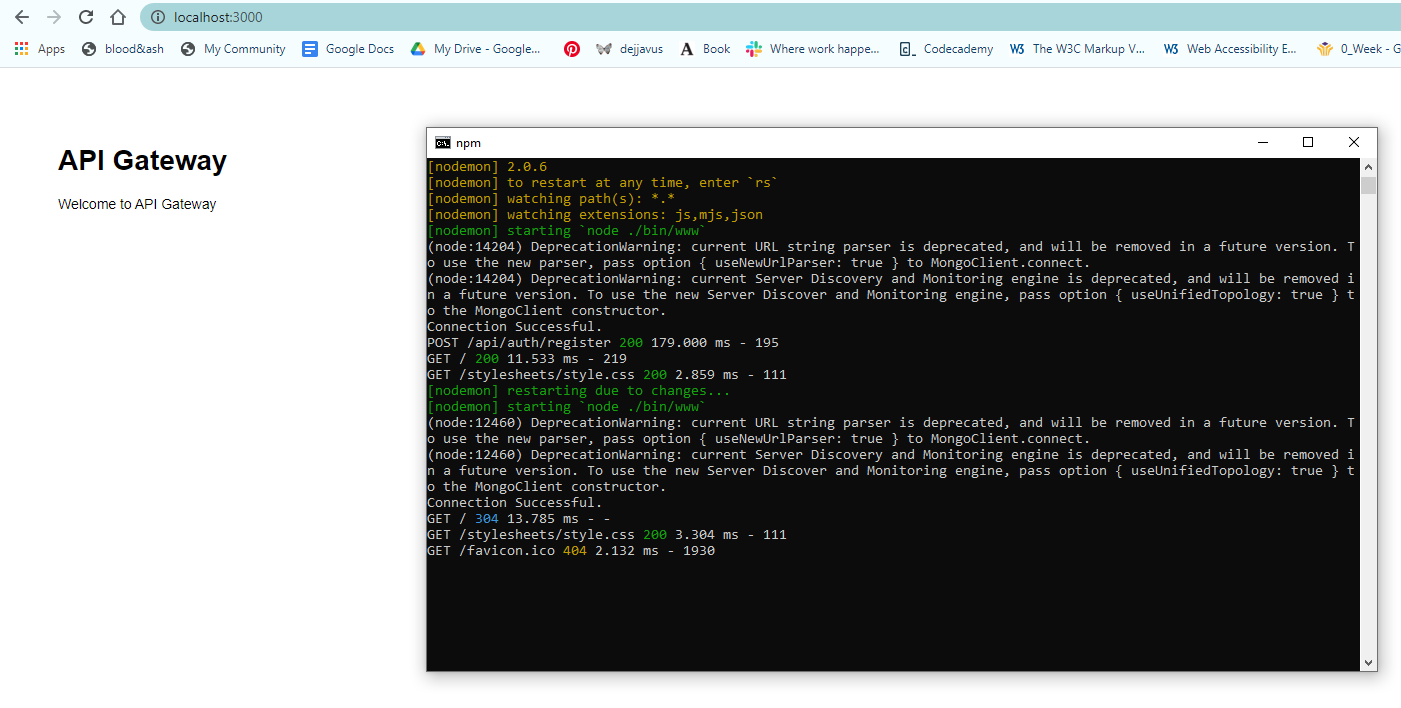 localhost:3000
Apps blood&ash My Community Google Docs My Drive - Google... dejjavus A Book Where work happe... Codecademy W3 The W3C Markup V... W3 Web Accessibility E... 0_Week - G
API Gateway
Welcome to API Gateway
C:\. npm
[nodemon] 2.0.6
[nodemon] to restart at any time, enter `rs`
[nodemon] watching path(s): *.*
[nodemon] watching extensions: js,mjs,json
[nodemon] starting `node ./bin/www`
(node:14204) DeprecationWarning: current URL string parser is deprecated, and will be removed in a future version. T
o use the new parser, pass option { useNewUrlParser: true } to MongoClient.connect.
(node:14204) DeprecationWarning: current Server Discovery and Monitoring engine is deprecated, and will be removed i
n a future version. To use the new Server Discover and Monitoring engine, pass option { useUnifiedTopology: true } t
o the MongoClient constructor.
Connection Successful.
POST /api/auth/register 200 179.000 ms - 195
GET / 200 11.533 ms - 219
GET /stylesheets/style.css 200 2.859 ms - 111
[nodemon] restarting due to changes...
[nodemon] starting `node ./bin/www`
(node:12460) DeprecationWarning: current URL string parser is deprecated, and will be removed in a future version. T
o use the new parser, pass option { useNewUrlParser: true } to MongoClient.connect.
(node:12460) DeprecationWarning: current Server Discovery and Monitoring engine is deprecated, and will be removed i
n a future version. To use the new Server Discover and Monitoring engine, pass option { useUnifiedTopology: true } t
o the MongoClient constructor.
Connection Successful.
GET / 304 13.785 ms - -
GET /stylesheets/style.css 200 3.304 ms - 111
GET /favicon.ico 404 2.132 ms - 1930